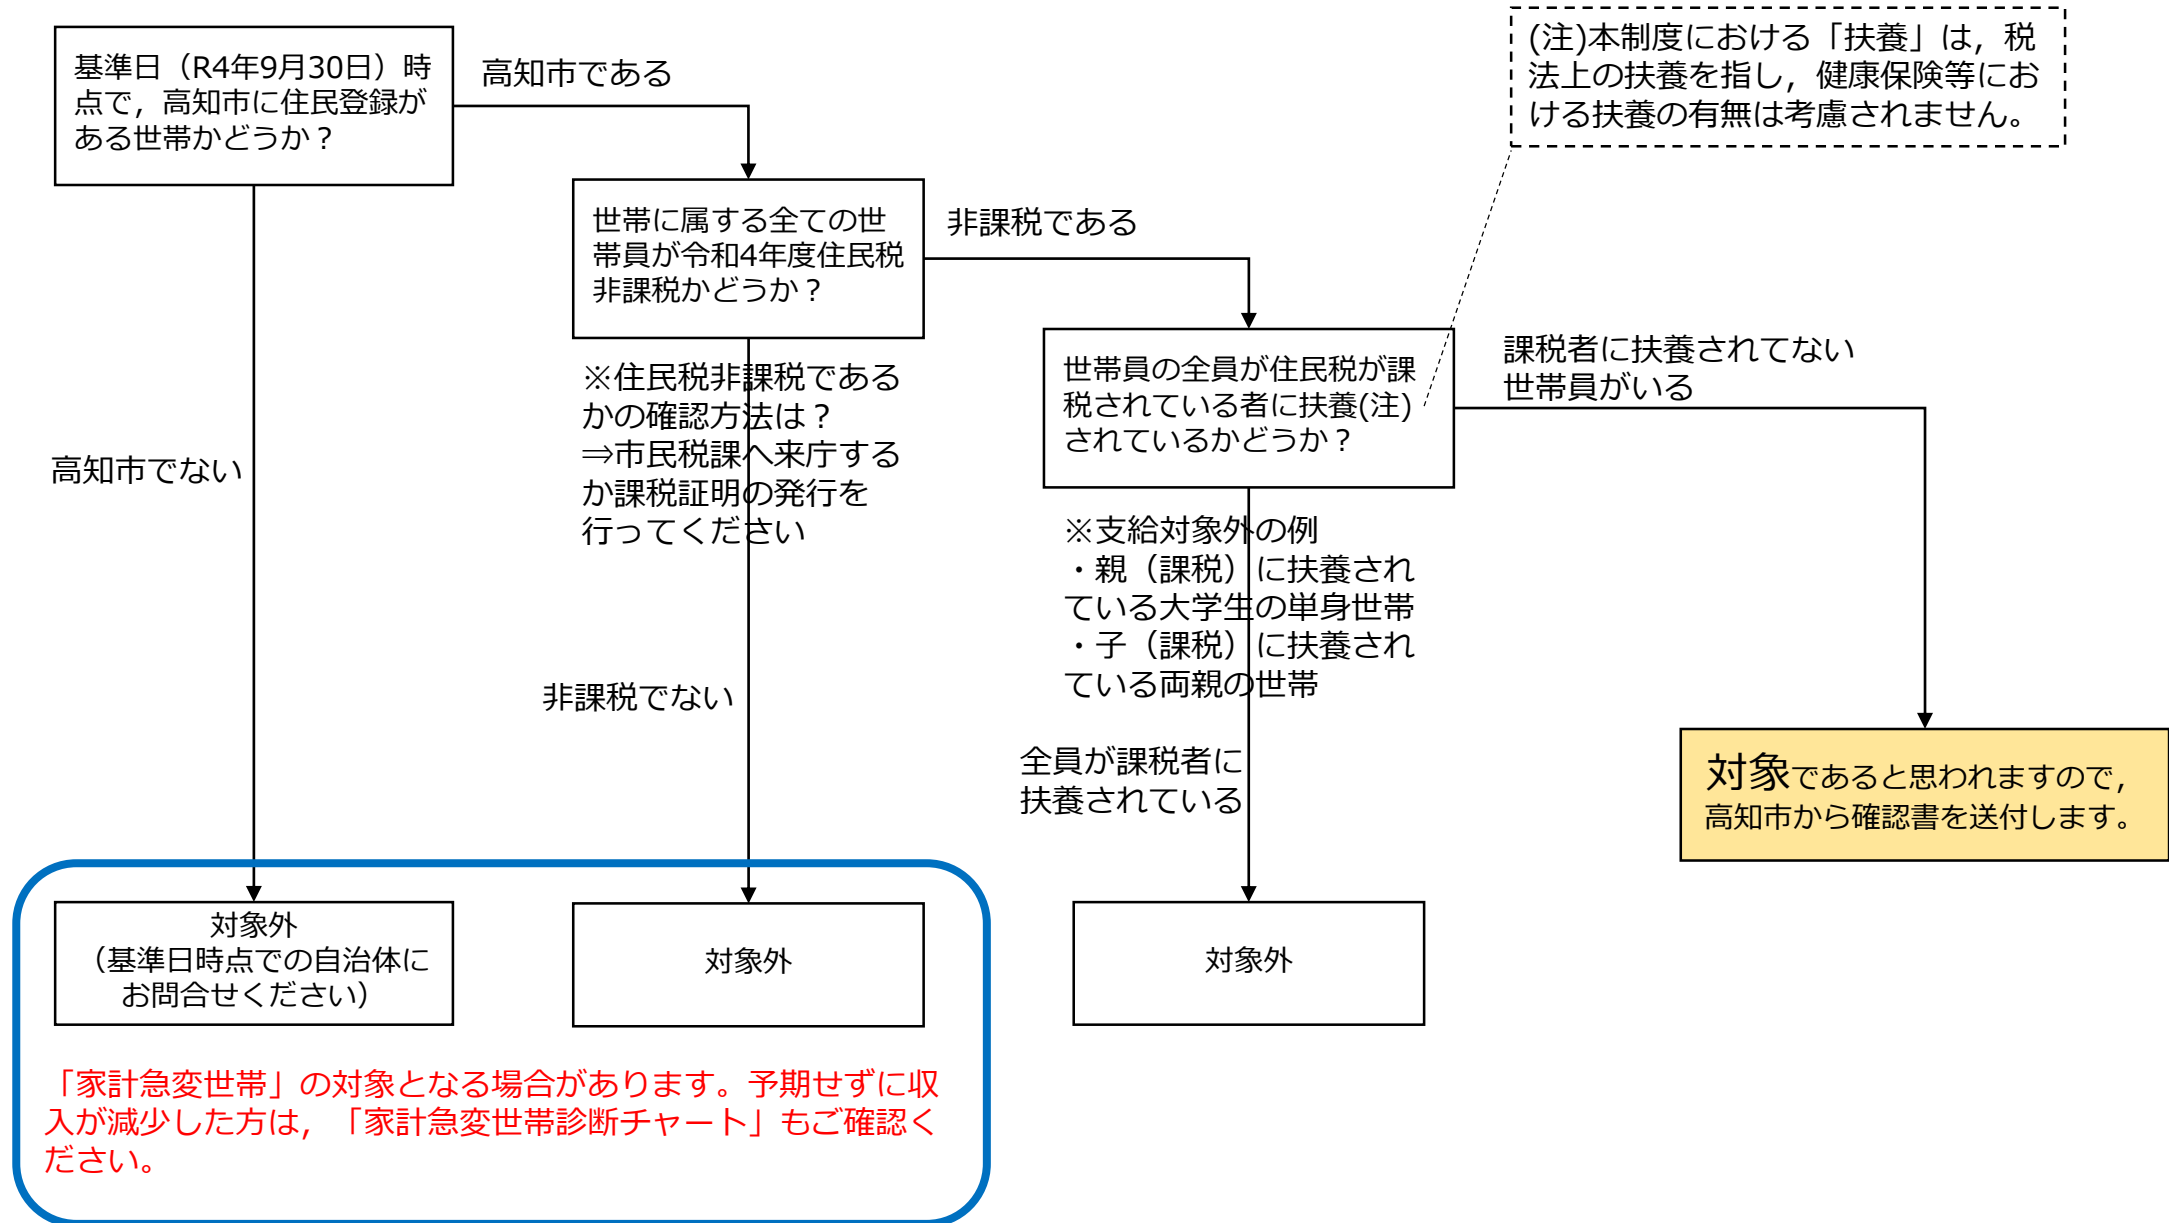 基準日（R4年9月30日）時
点で，高知市に住民登録が
ある世帯かどうか？
高知市である
(注)本制度における「扶養」は，税
法上の扶養を指し，健康保険等にお
ける扶養の有無は考慮されません。
世帯に属する全ての世
帯員が令和4年度住民税
非課税かどうか？
非課税である
世帯員の全員が住民税が課
税されている者に扶養(注)
されているかどうか？
課税者に扶養されてない
世帯員がいる
※住民税非課税である
かの確認方法は？
⇒市民税課へ来庁する
か課税証明の発行を
行ってください
高知市でない
※支給対象外の例
・親（課税）に扶養され
ている大学生の単身世帯
・子（課税）に扶養され
ている両親の世帯
非課税でない
全員が課税者に
扶養されている
対象であると思われますので，
高知市から確認書を送付します。
対象外
（基準日時点での自治体に
お問合せください）
対象外
対象外
「家計急変世帯」の対象となる場合があります。予期せずに収
入が減少した方は，「家計急変世帯診断チャート」もご確認く
ださい。